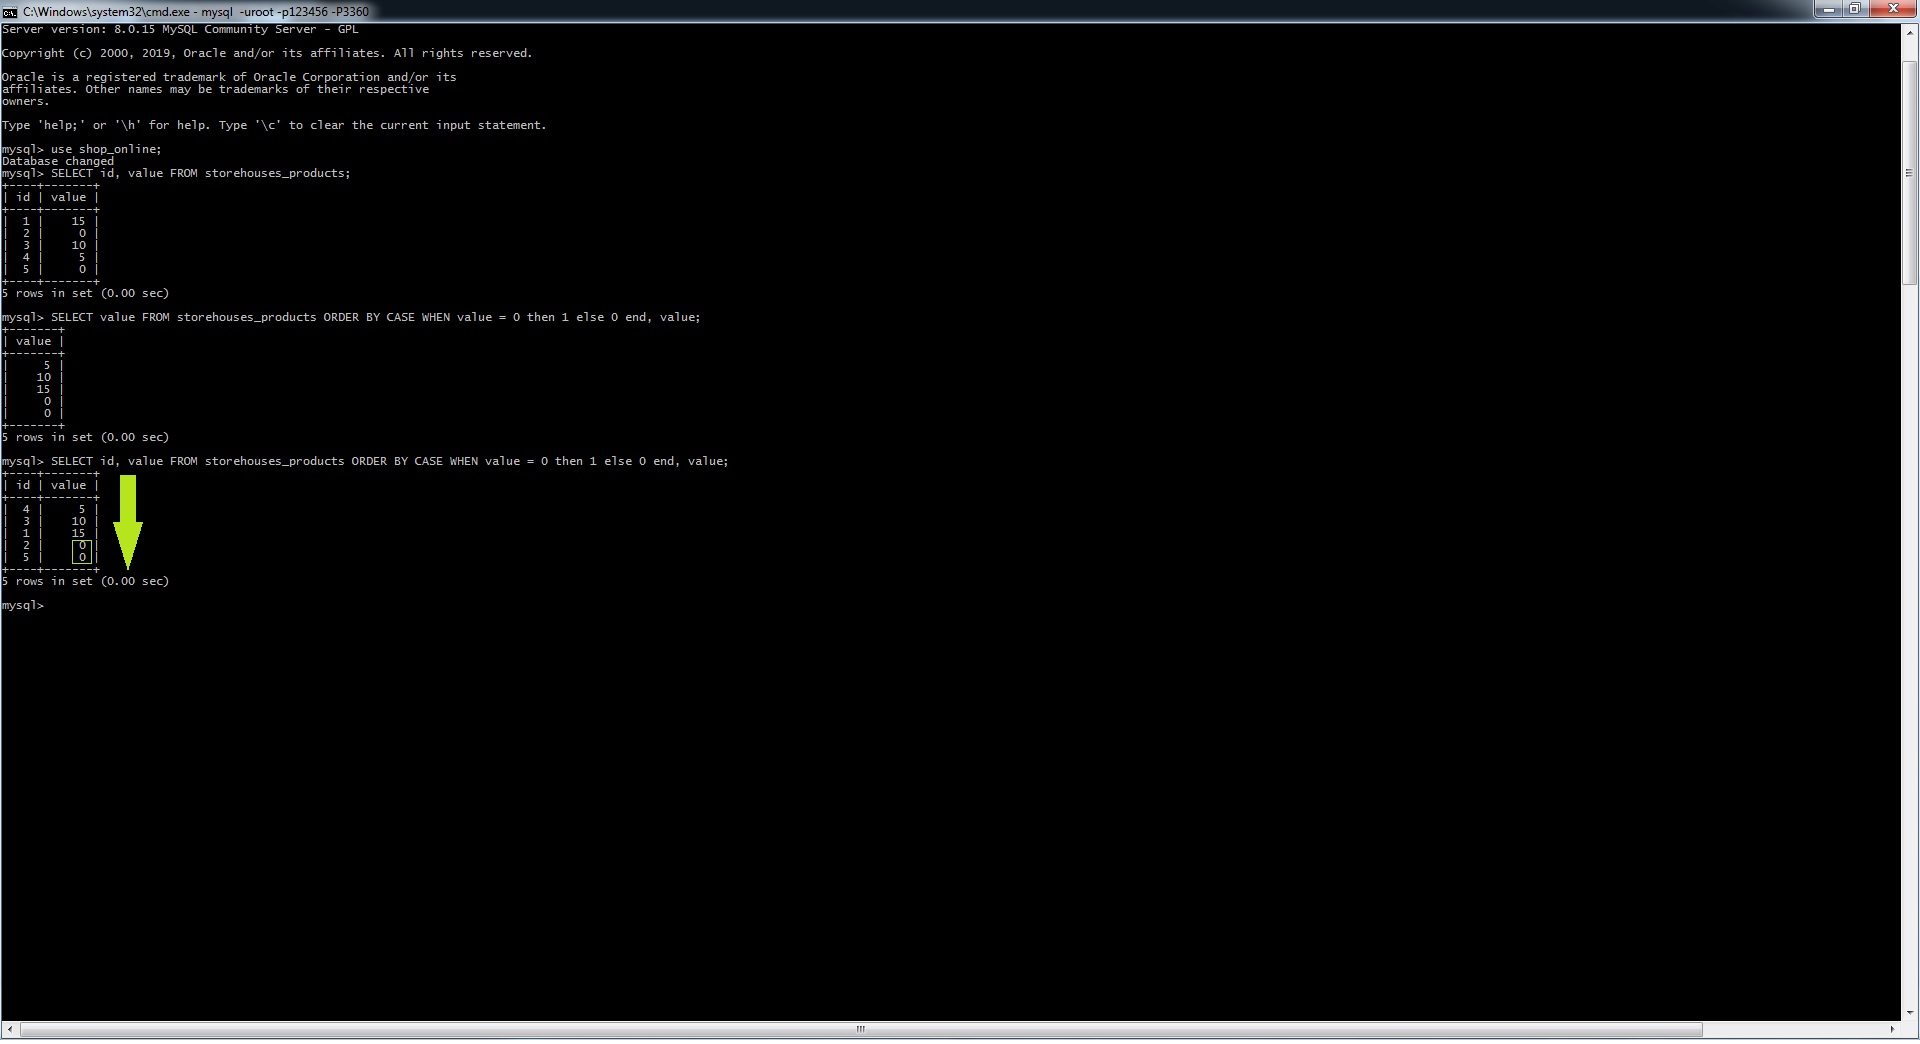 C:\Windows\system32\cmd.exe - mysql  -uroot -p123456 -P3360
Server version: 8.0.15 MySQL Community Server - GPL
Copyright (c) 2000, 2019, Oracle and/or its affiliates. All rights reserved.
Oracle is a registered trademark of Oracle Corporation and/or its
affiliates. Other names may be trademarks of their respective
owners.
Type 'help;' or '\h' for help. Type '\c' to clear the current input statement.
mysql> use shop_online;
Database changed
mysql> SELECT id, value FROM storehouses_products;
+----+-------+
| id | value |
+----+-------+
|  1 |    15 |
|  2 |     0 |
|  3 |    10 |
|  4 |     5 |
|  5 |     0 |
+----+-------+
5 rows in set (0.00 sec)
mysql> SELECT value FROM storehouses_products ORDER BY CASE WHEN value = 0 then 1 else 0 end, value;
+-------+
| value |
+-------+
|     5 |
|    10 |
|    15 |
|     0 |
|     0 |
+-------+
5 rows in set (0.00 sec)
mysql> SELECT id, value FROM storehouses_products ORDER BY CASE WHEN value = 0 then 1 else 0 end, value;
+----+-------+
| id | value |
+----+-------+
|  4 |     5 |
|  3 |    10 |
|  1 |    15 |
|  2 |     0 |
|  5 |     0 |
+----+-------+
5 rows in set (0.00 sec)
mysql>